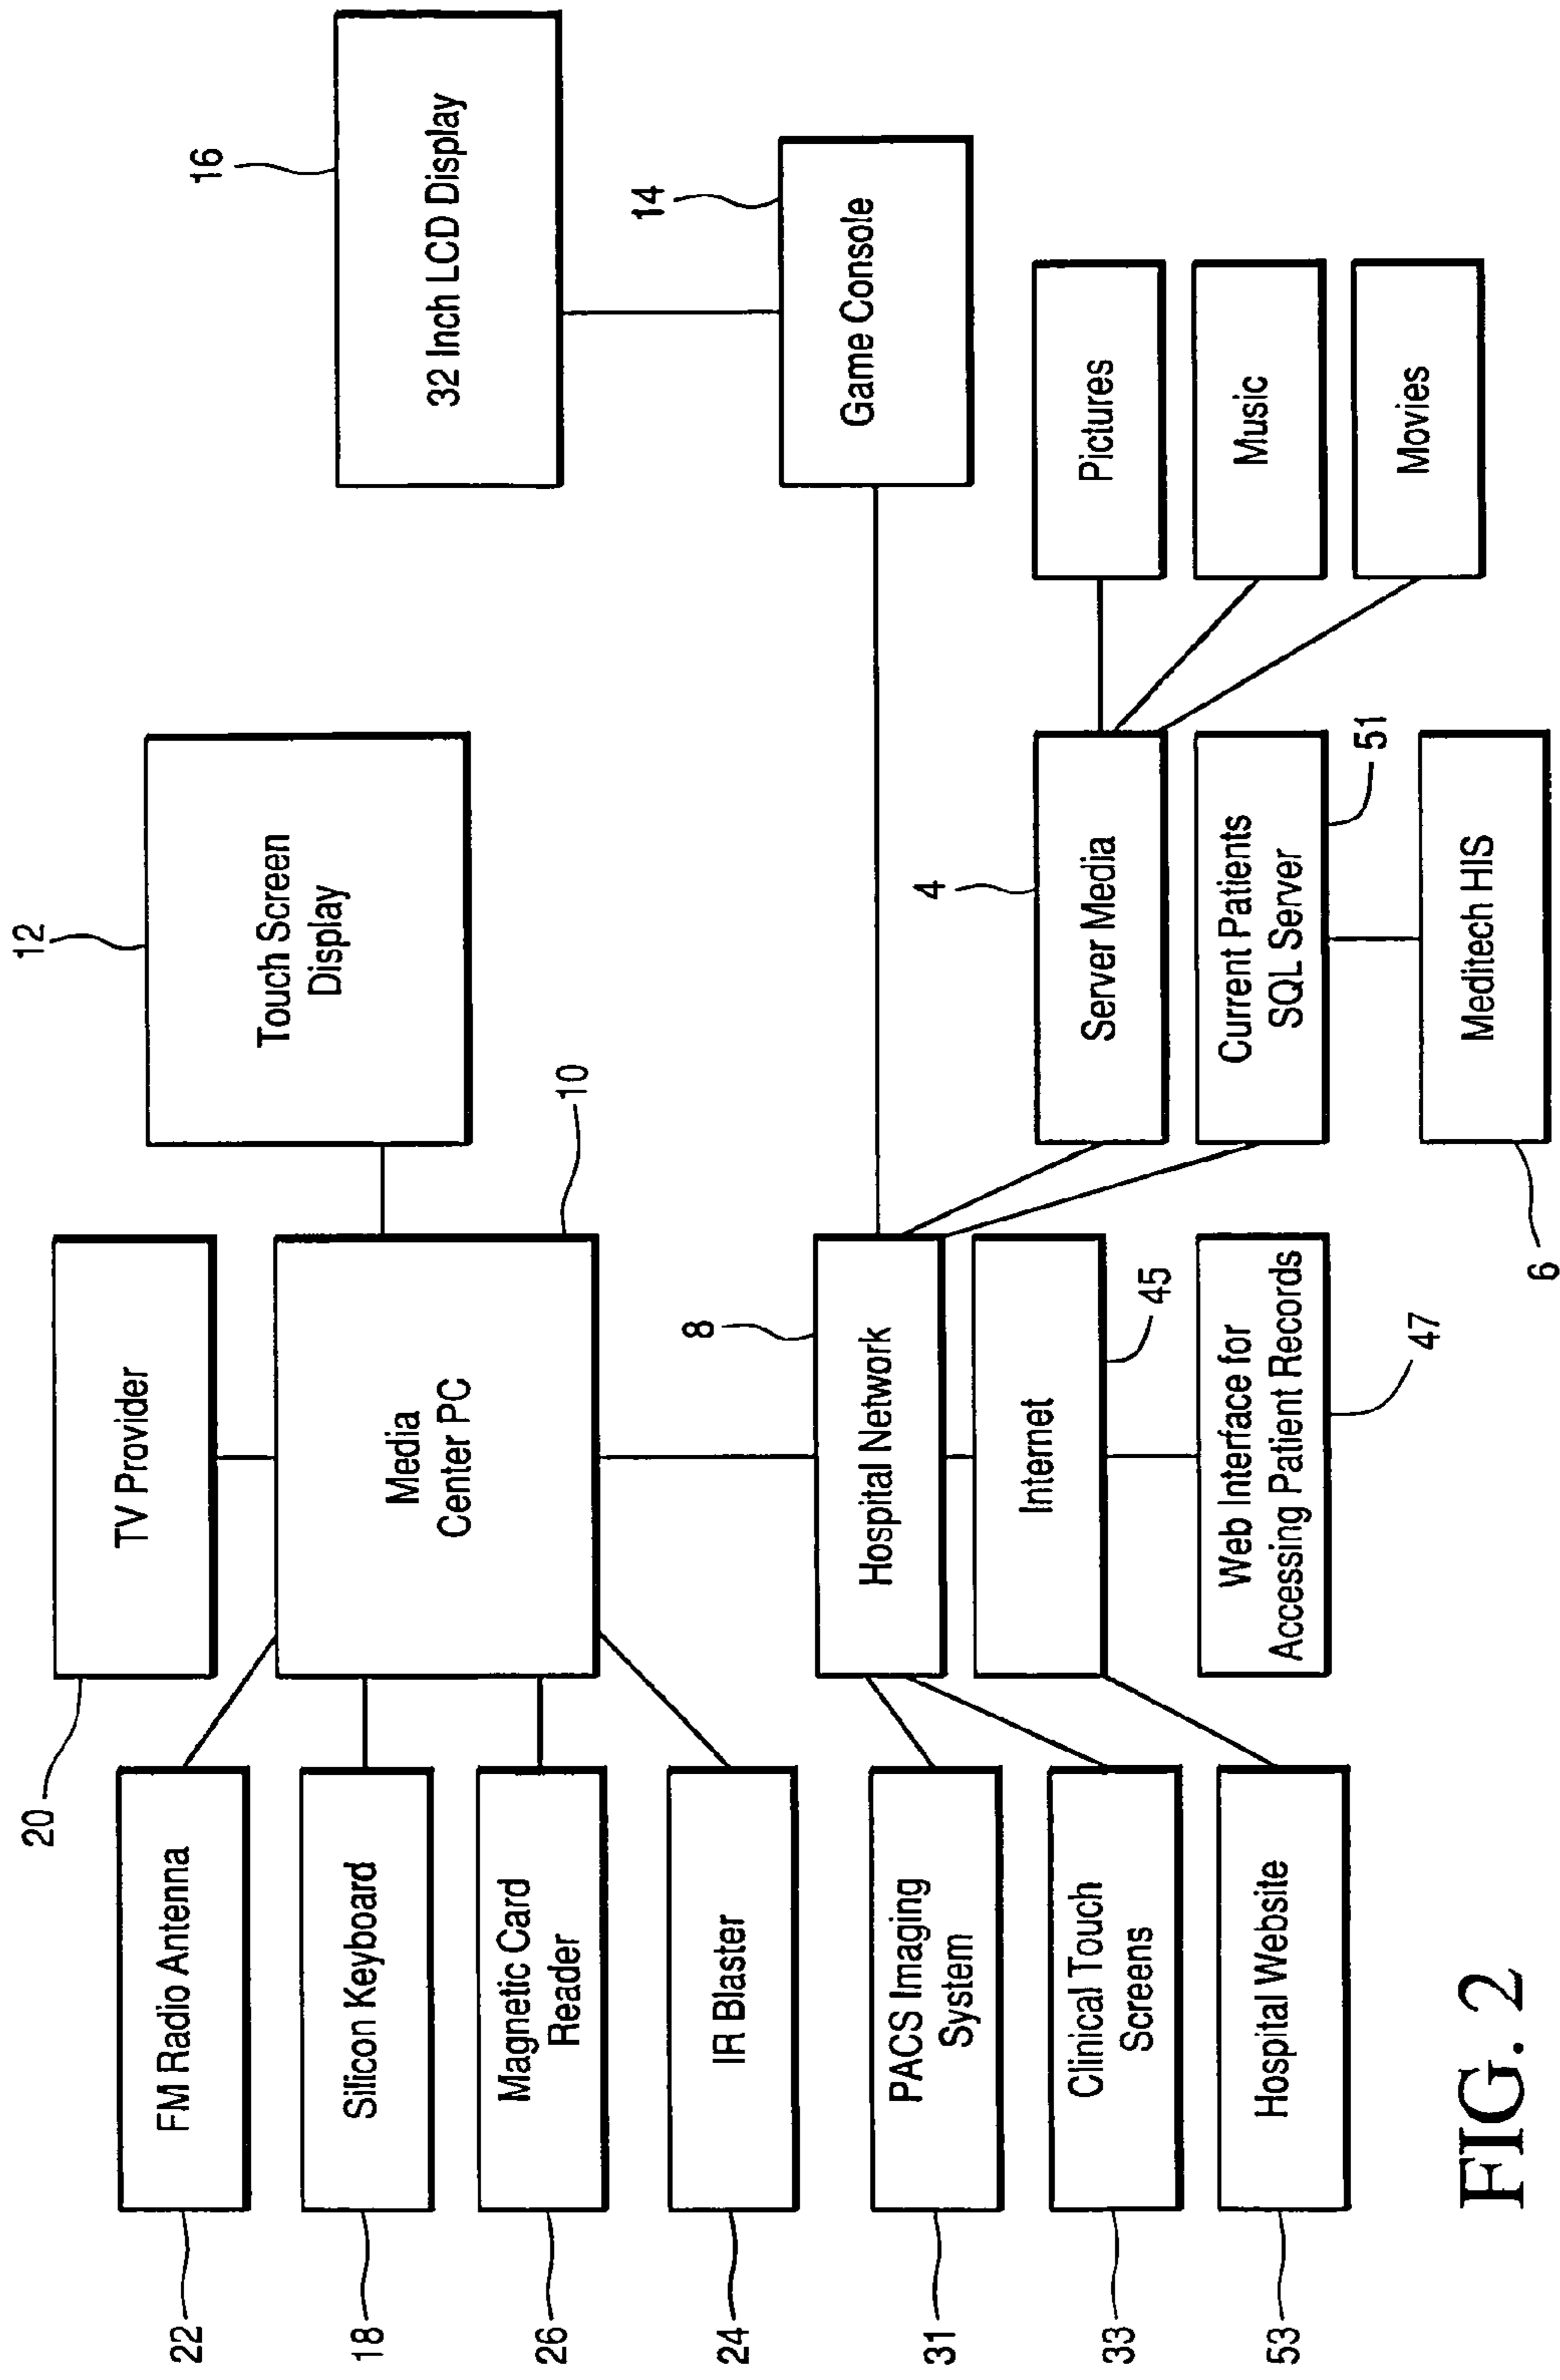 20
TV Provider
12
Touch Screen
Display
16
32 Inch LCD Display
22
FM Radio Antenna
18
Silicon Keyboard
26
Magnetic Card
Reader
24
IR Blaster
Media
Center PC
10
14
Game Console
31
PACS Imaging
System
33
Clinical Touch
Screens
53
Hospital Website
8
Hospital Network
Internet
45
Web Interface for
Accessing Patient Records
47
4
Server Media
Current Patients
SQL Server
51
Meditech HIS
6
Pictures
Music
Movies
FIG. 2